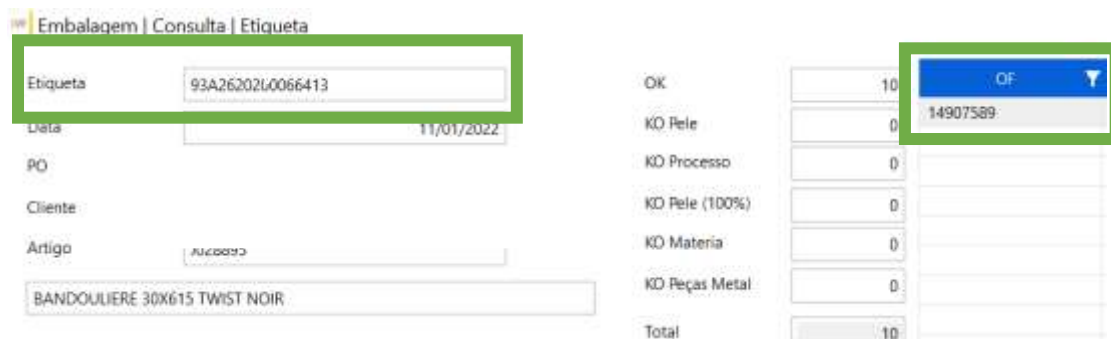 Embalagem | Consulta | Etiqueta
Etiqueta 93A2620260066413
Data 11/01/2022
PO
Cliente
Artigo
BANDOULIERE 30X615 TWIST NOIR
OK 10
KO Pele 0
KO Processo 0
KO Pele (100%) 0
KO Materia 0
KO Peças Metal 0
Total 10
OF
14907589